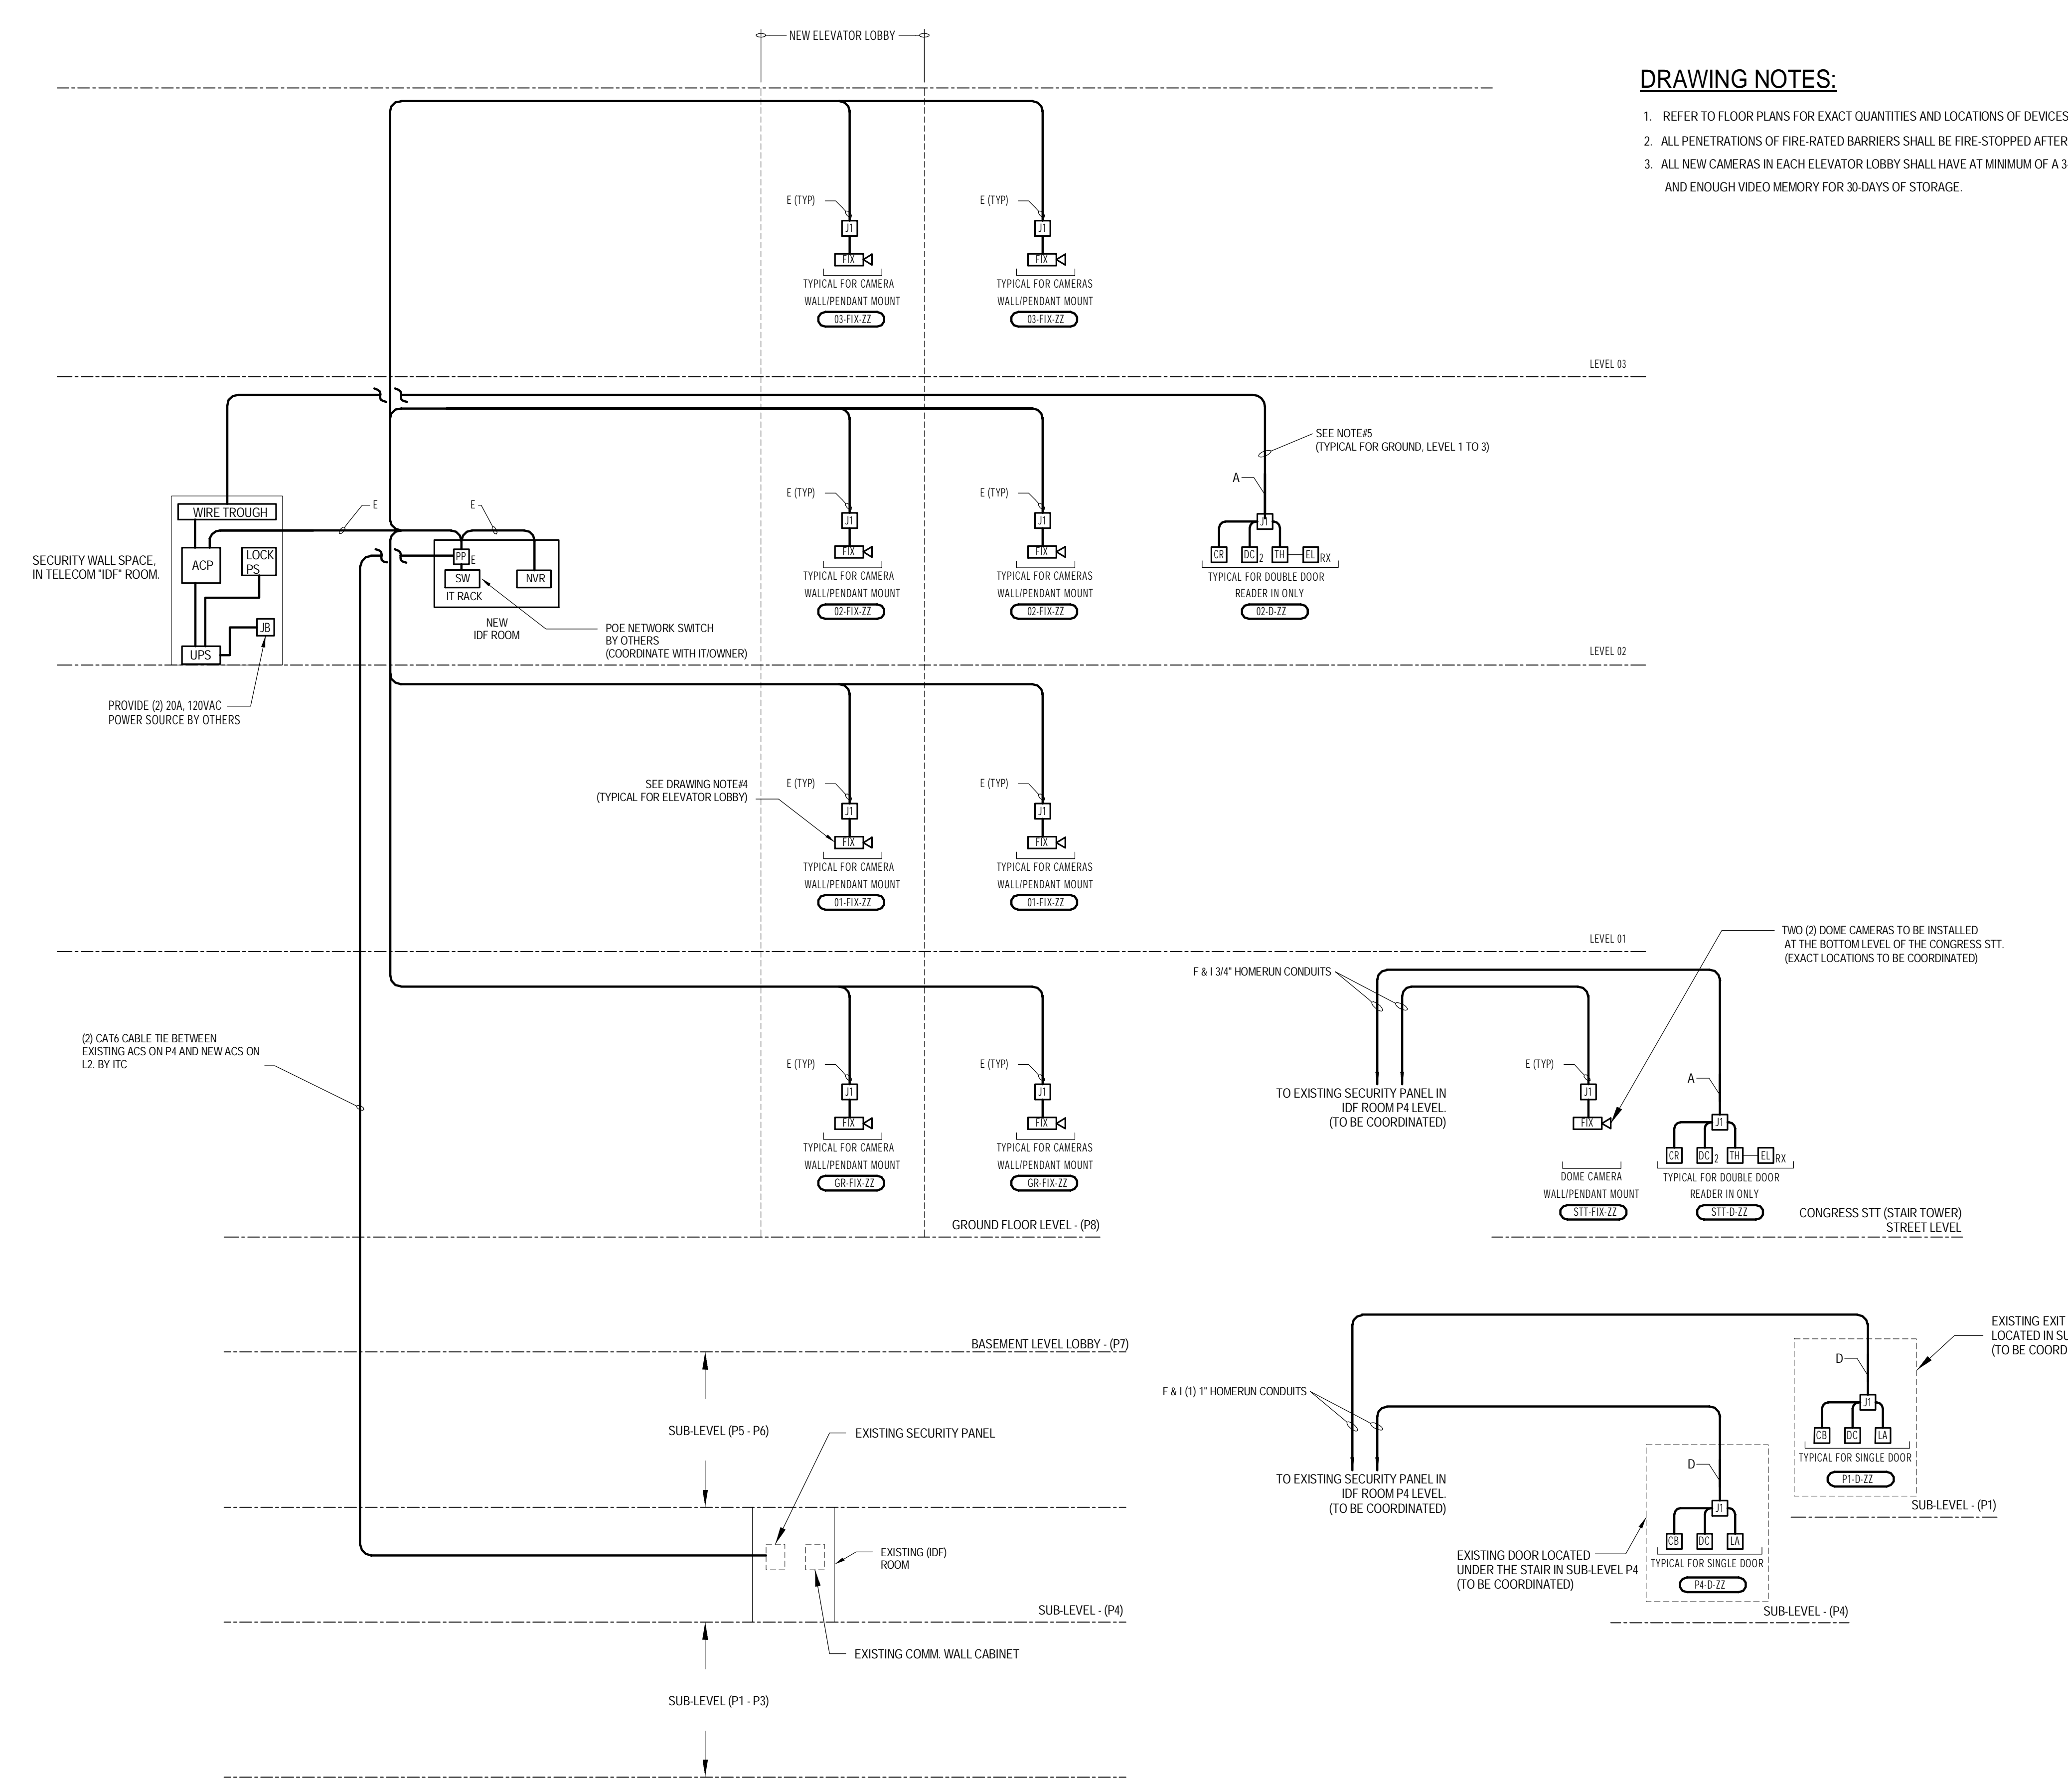 NEW ELEVATOR LOBBY
DRAWING NOTES:
1. REFER TO FLOOR PLANS FOR EXACT QUANTITIES AND LOCATIONS OF DEVICES
2. ALL PENETRATIONS OF FIRE-RATED BARRIERS SHALL BE FIRE-STOPPED AFTER
3. ALL NEW CAMERAS IN EACH ELEVATOR LOBBY SHALL HAVE AT MINIMUM OF A 3
AND ENOUGH VIDEO MEMORY FOR 30-DAYS OF STORAGE.
E (TYP)
E (TYP)
J1
J1
FIX
FIX
TYPICAL FOR CAMERA
WALL/PENDANT MOUNT
03-FIX-ZZ
TYPICAL FOR CAMERAS
WALL/PENDANT MOUNT
03-FIX-ZZ
LEVEL 03
SEE NOTE#5
(TYPICAL FOR GROUND, LEVEL 1 TO 3)
A
J1
CR
DC
2
TH
EL
RX
TYPICAL FOR DOUBLE DOOR
READER IN ONLY
02-D-ZZ
E (TYP)
E (TYP)
J1
J1
FIX
FIX
TYPICAL FOR CAMERA
WALL/PENDANT MOUNT
02-FIX-ZZ
TYPICAL FOR CAMERAS
WALL/PENDANT MOUNT
02-FIX-ZZ
SECURITY WALL SPACE,
IN TELECOM "IDF" ROOM.
WIRE TROUGH
ACP
LOCK
PS
JB
UPS
E
E
PP
E
SW
NVR
IT RACK
NEW
IDF ROOM
POE NETWORK SWITCH
BY OTHERS
(COORDINATE WITH IT/OWNER)
LEVEL 02
PROVIDE (2) 20A, 120VAC
POWER SOURCE BY OTHERS
SEE DRAWING NOTE#4
(TYPICAL FOR ELEVATOR LOBBY)
E (TYP)
E (TYP)
J1
J1
FIX
FIX
TYPICAL FOR CAMERA
WALL/PENDANT MOUNT
01-FIX-ZZ
TYPICAL FOR CAMERAS
WALL/PENDANT MOUNT
01-FIX-ZZ
LEVEL 01
TWO (2) DOME CAMERAS TO BE INSTALLED
AT THE BOTTOM LEVEL OF THE CONGRESS STT.
(EXACT LOCATIONS TO BE COORDINATED)
F & I 3/4" HOMERUN CONDUITS
(2) CAT6 CABLE TIE BETWEEN
EXISTING ACS ON P4 AND NEW ACS ON
L2. BY ITC
E (TYP)
E (TYP)
J1
J1
FIX
FIX
TYPICAL FOR CAMERA
WALL/PENDANT MOUNT
GR-FIX-ZZ
TYPICAL FOR CAMERAS
WALL/PENDANT MOUNT
GR-FIX-ZZ
GROUND FLOOR LEVEL - (P8)
TO EXISTING SECURITY PANEL IN
IDF ROOM P4 LEVEL.
(TO BE COORDINATED)
E (TYP)
J1
FIX
DOME CAMERA
WALL/PENDANT MOUNT
STT-FIX-ZZ
A
J1
CR
DC
2
TH
EL
RX
TYPICAL FOR DOUBLE DOOR
READER IN ONLY
STT-D-ZZ
CONGRESS STT (STAIR TOWER)
STREET LEVEL
BASEMENT LEVEL LOBBY - (P7)
SUB-LEVEL (P5 - P6)
EXISTING SECURITY PANEL
EXISTING (IDF)
ROOM
SUB-LEVEL - (P4)
EXISTING COMM. WALL CABINET
SUB-LEVEL (P1 - P3)
EXISTING EXIT
LOCATED IN SU
(TO BE COORD
F & I (1) 1" HOMERUN CONDUITS
TO EXISTING SECURITY PANEL IN
IDF ROOM P4 LEVEL.
(TO BE COORDINATED)
D
J1
CB
DC
LA
TYPICAL FOR SINGLE DOOR
P1-D-ZZ
SUB-LEVEL - (P1)
D
J1
CB
DC
LA
TYPICAL FOR SINGLE DOOR
P4-D-ZZ
EXISTING DOOR LOCATED
UNDER THE STAIR IN SUB-LEVEL P4
(TO BE COORDINATED)
SUB-LEVEL - (P4)